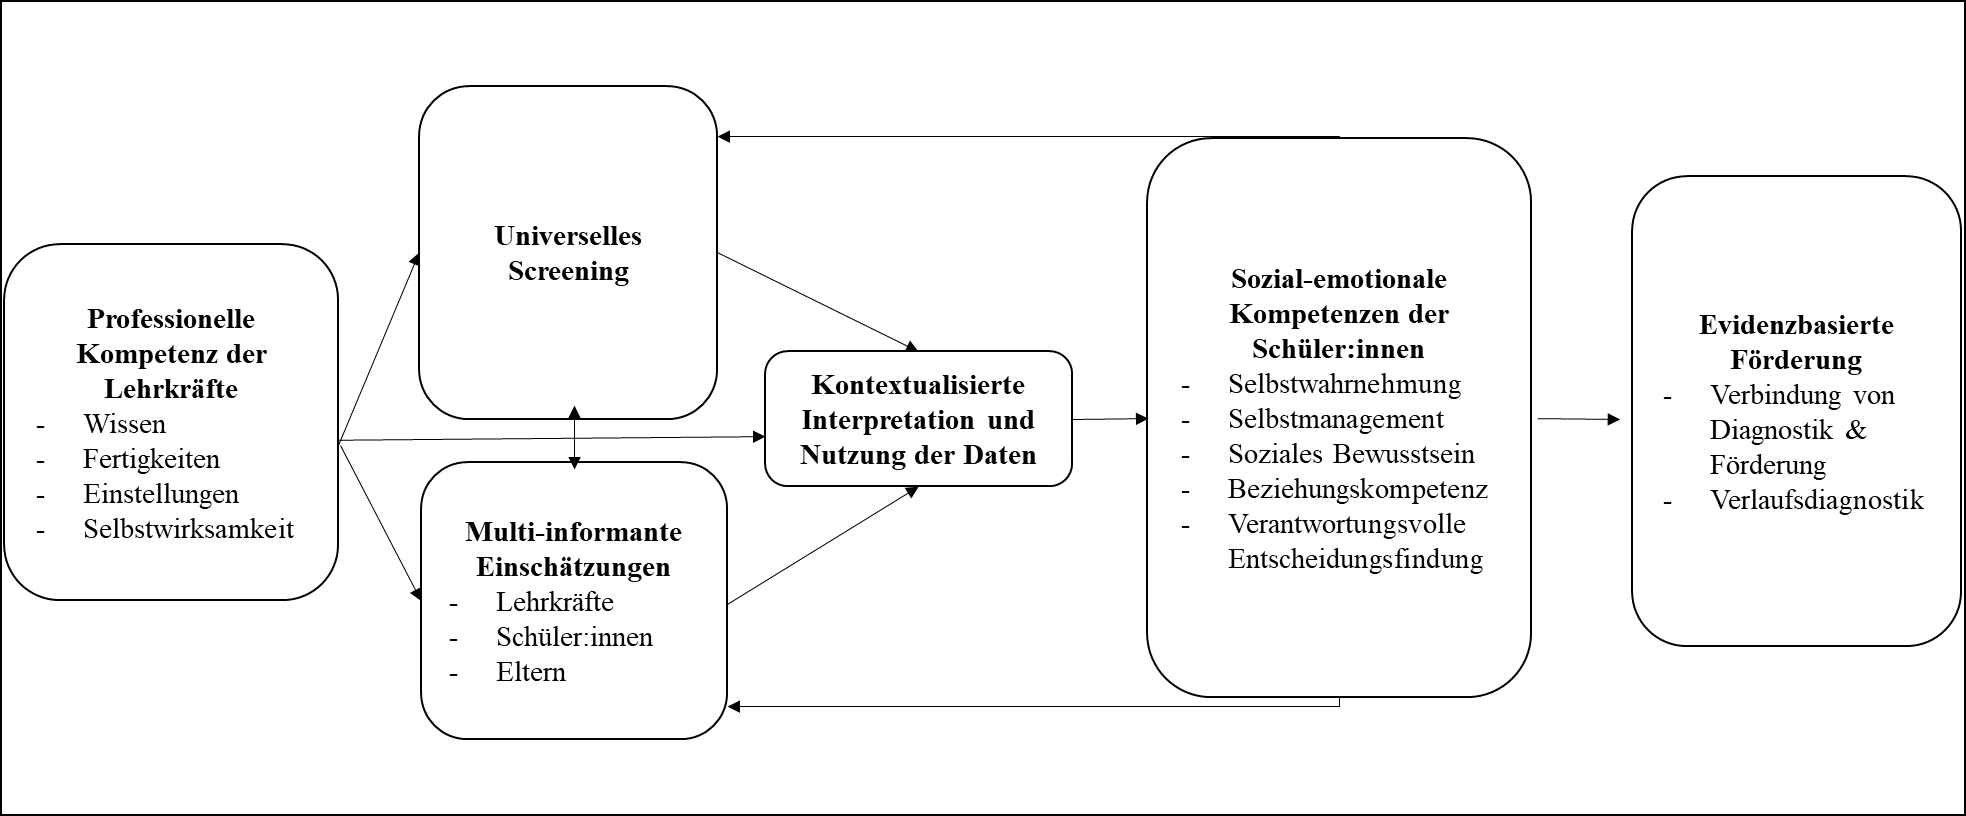 Professionelle
Kompetenz der
Lehrkräfte
- Wissen
- Fertigkeiten
- Einstellungen
- Selbstwirksamkeit
Universelles
Screening
Multi-informante
Einschätzungen
- Lehrkräfte
- Schüler:innen
- Eltern
Kontextualisierte
Interpretation und
Nutzung der Daten
Sozial-emotionale
Kompetenzen der
Schüler:innen
- Selbstwahrnehmung
- Selbstmanagement
- Soziales Bewusstsein
- Beziehungskompetenz
- Verantwortungsvolle
Entscheidungsfindung
Evidenzbasierte
Förderung
- Verbindung von
Diagnostik &
Förderung
- Verlaufsdiagnostik